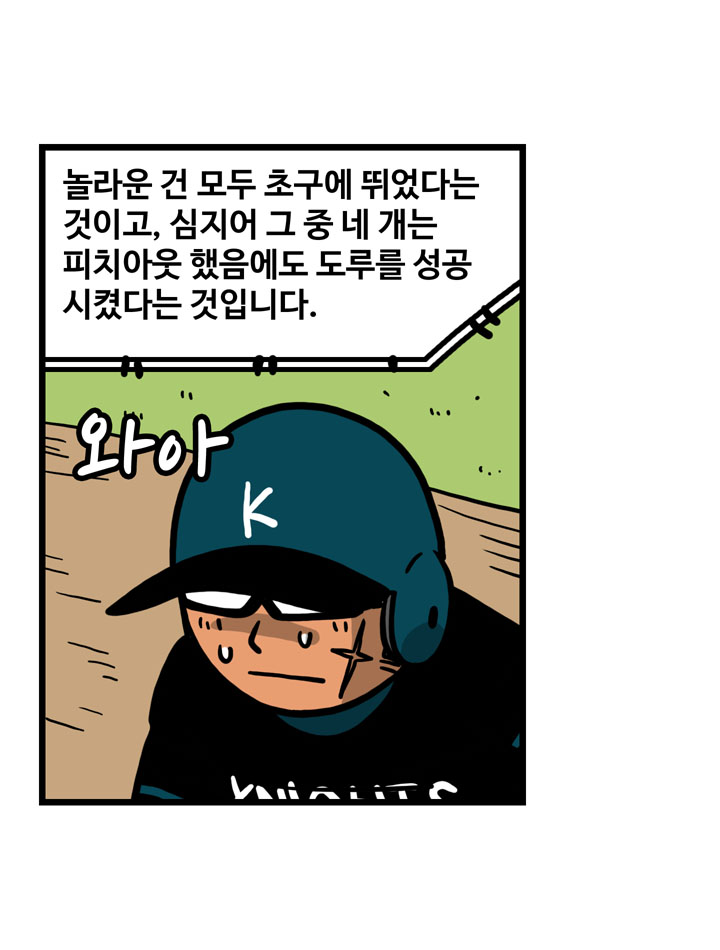 놀라운 건 모두 초구에 뛰었다는
것이고, 심지어 그 중 네 개는
피치아웃 했음에도 도루를 성공
시켰다는 것입니다.
와아
K
KNIGHTS